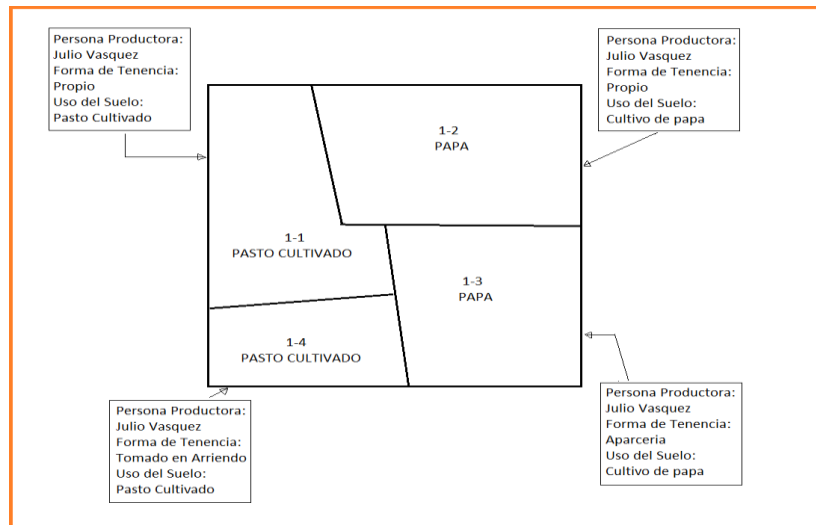 Persona Productora:
Julio Vasquez
Forma de Tenencia:
Propio
Uso del Suelo:
Pasto Cultivado
Persona Productora:
Julio Vasquez
Forma de Tenencia:
Propio
Uso del Suelo:
Cultivo de papa
1-2
PAPA
1-1
PASTO CULTIVADO
1-3
PAPA
1-4
PASTO CULTIVADO
Persona Productora:
Julio Vasquez
Forma de Tenencia:
Tomado en Arriendo
Uso del Suelo:
Pasto Cultivado
Persona Productora:
Julio Vasquez
Forma de Tenencia:
Aparceria
Uso del Suelo:
Cultivo de papa